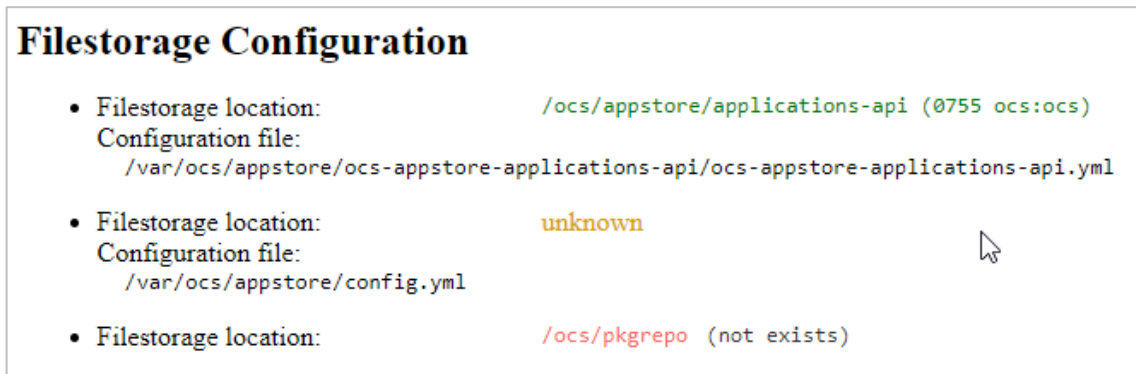 Filestorage Configuration
• Filestorage location: /ocs/appstore/applications-api (0755 ocs:ocs)
Configuration file:
/var/ocs/appstore/ocs-appstore-applications-api/ocs-appstore-applications-api.yml
• Filestorage location: unknown
Configuration file:
/var/ocs/appstore/config.yml
• Filestorage location: /ocs/pkgrepo (not exists)